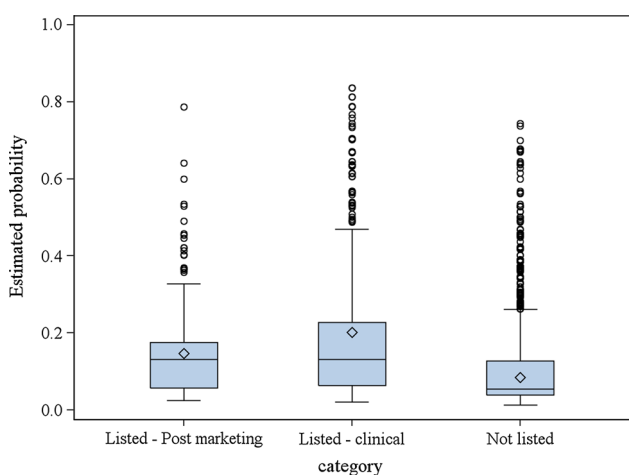 1.0
0.8
0.6
0.4
0.2
0.0
Estimated probability
Listed - Post marketing
Listed - clinical
Not listed
category